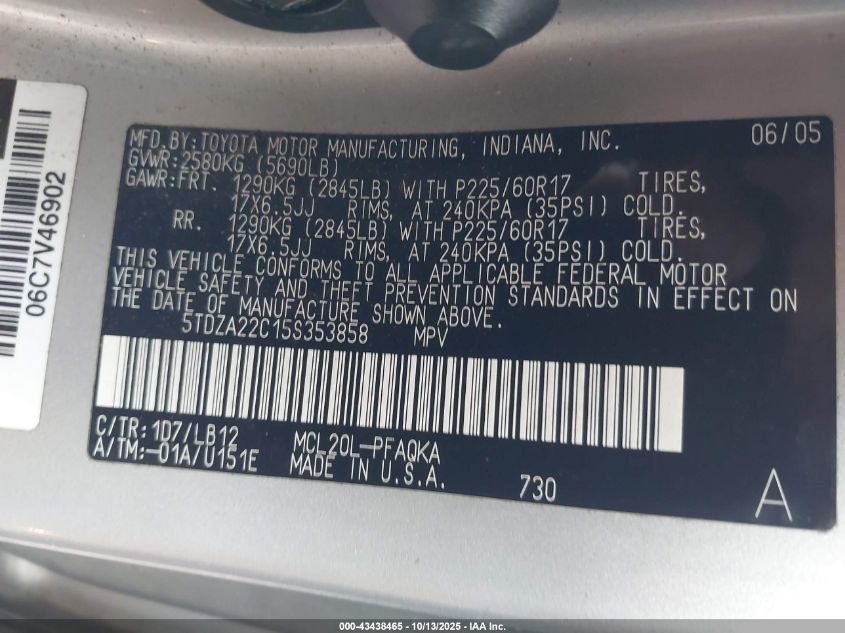 06C7V46902
MFD.BY:TOYOTA MOTOR MANUFACTURING, INDIANA, INC. 06/05
GVWR:2580KG (5690LB)
GAWR:FRT. 1290KG (2845LB) WITH P225/60R17 TIRES,
17X6.5JJ RIMS, AT 240KPA (35PSI) COLD.
RR. 1290KG (2845LB) WITH P225/60R17 TIRES,
17X6.5JJ RIMS, AT 240KPA (35PSI) COLD.
THIS VEHICLE CONFORMS TO ALL APPLICABLE FEDERAL MOTOR
VEHICLE SAFETY AND THEFT PREVENTION STANDARDS IN EFFECT ON
THE DATE OF MANUFACTURE SHOWN ABOVE.
5TDZA22C15S353858 MPV
C/TR:1D7/LB12 MCL20L-PFAQKA
A/TM:-01A/U151E MADE IN U.S.A. 730 A
000-43438465 - 10/13/2025 - IAA Inc.